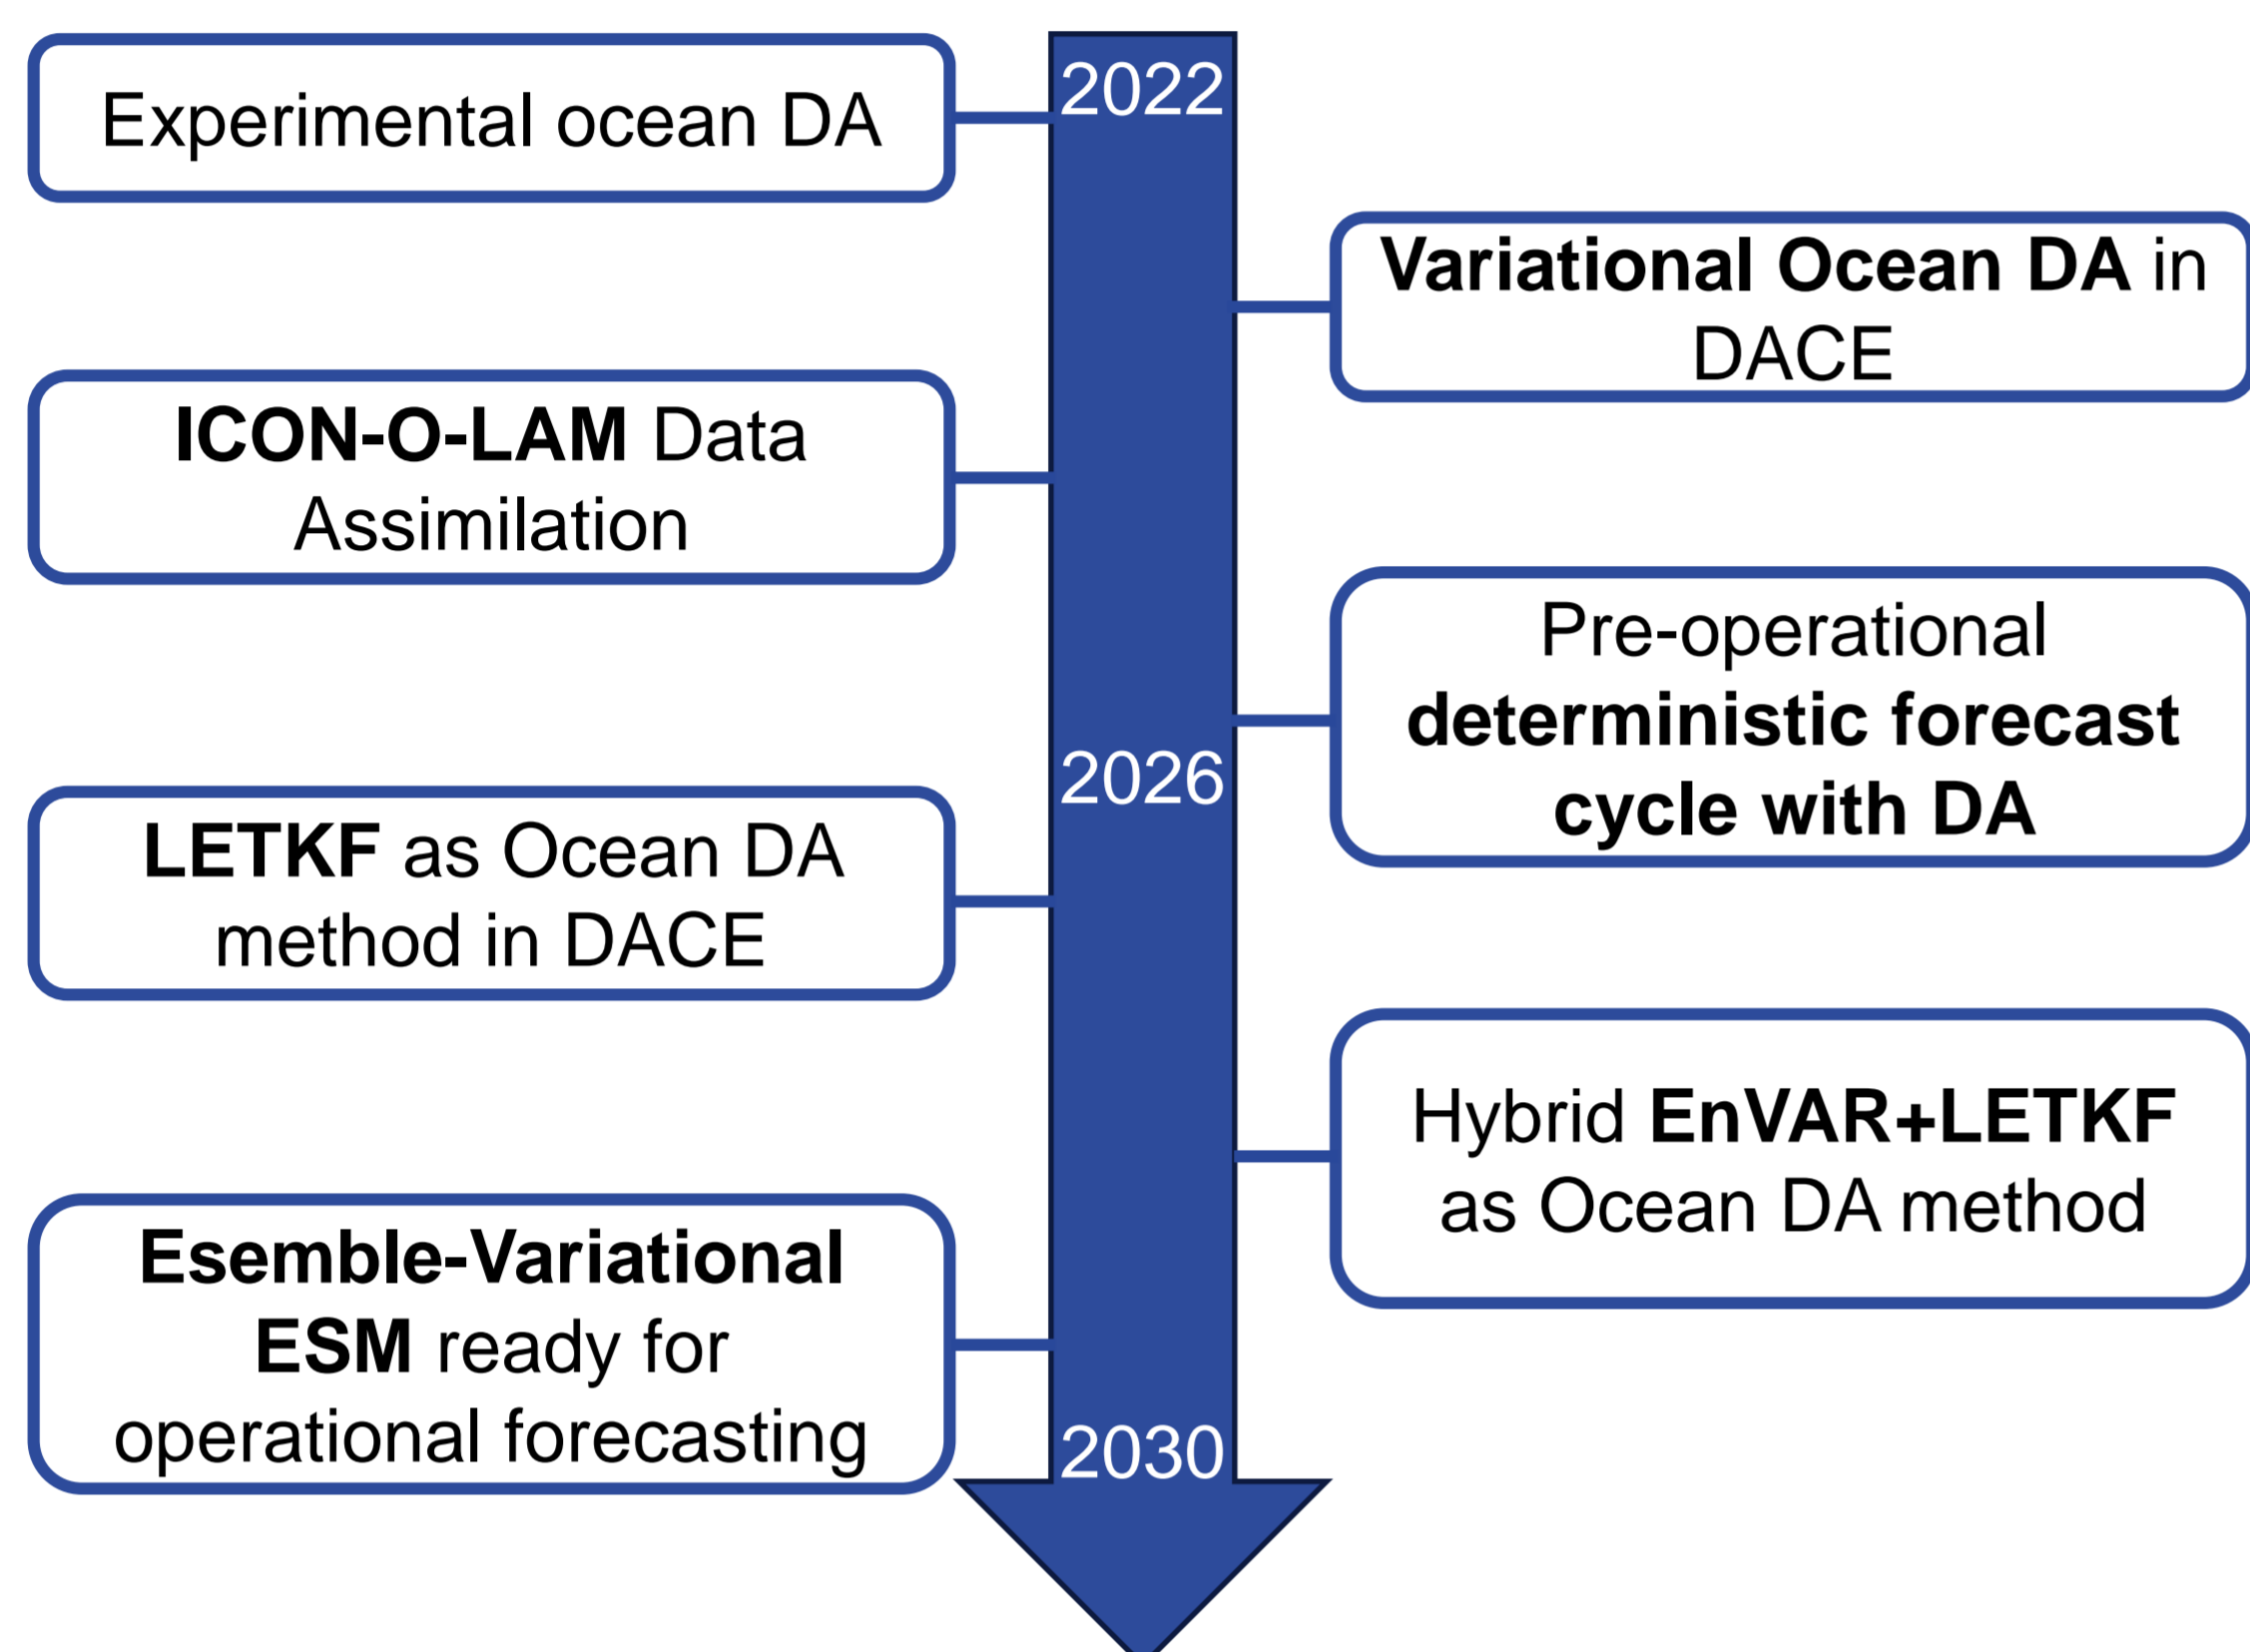 2022
Experimental ocean DA
Variational Ocean DA in
DACE
ICON-O-LAM Data
Assimilation
Pre-operational
deterministic forecast
cycle with DA
2026
LETKF as Ocean DA
method in DACE
Hybrid EnVAR+LETKF
as Ocean DA method
Esemble-Variational
ESM ready for
operational forecasting
2030